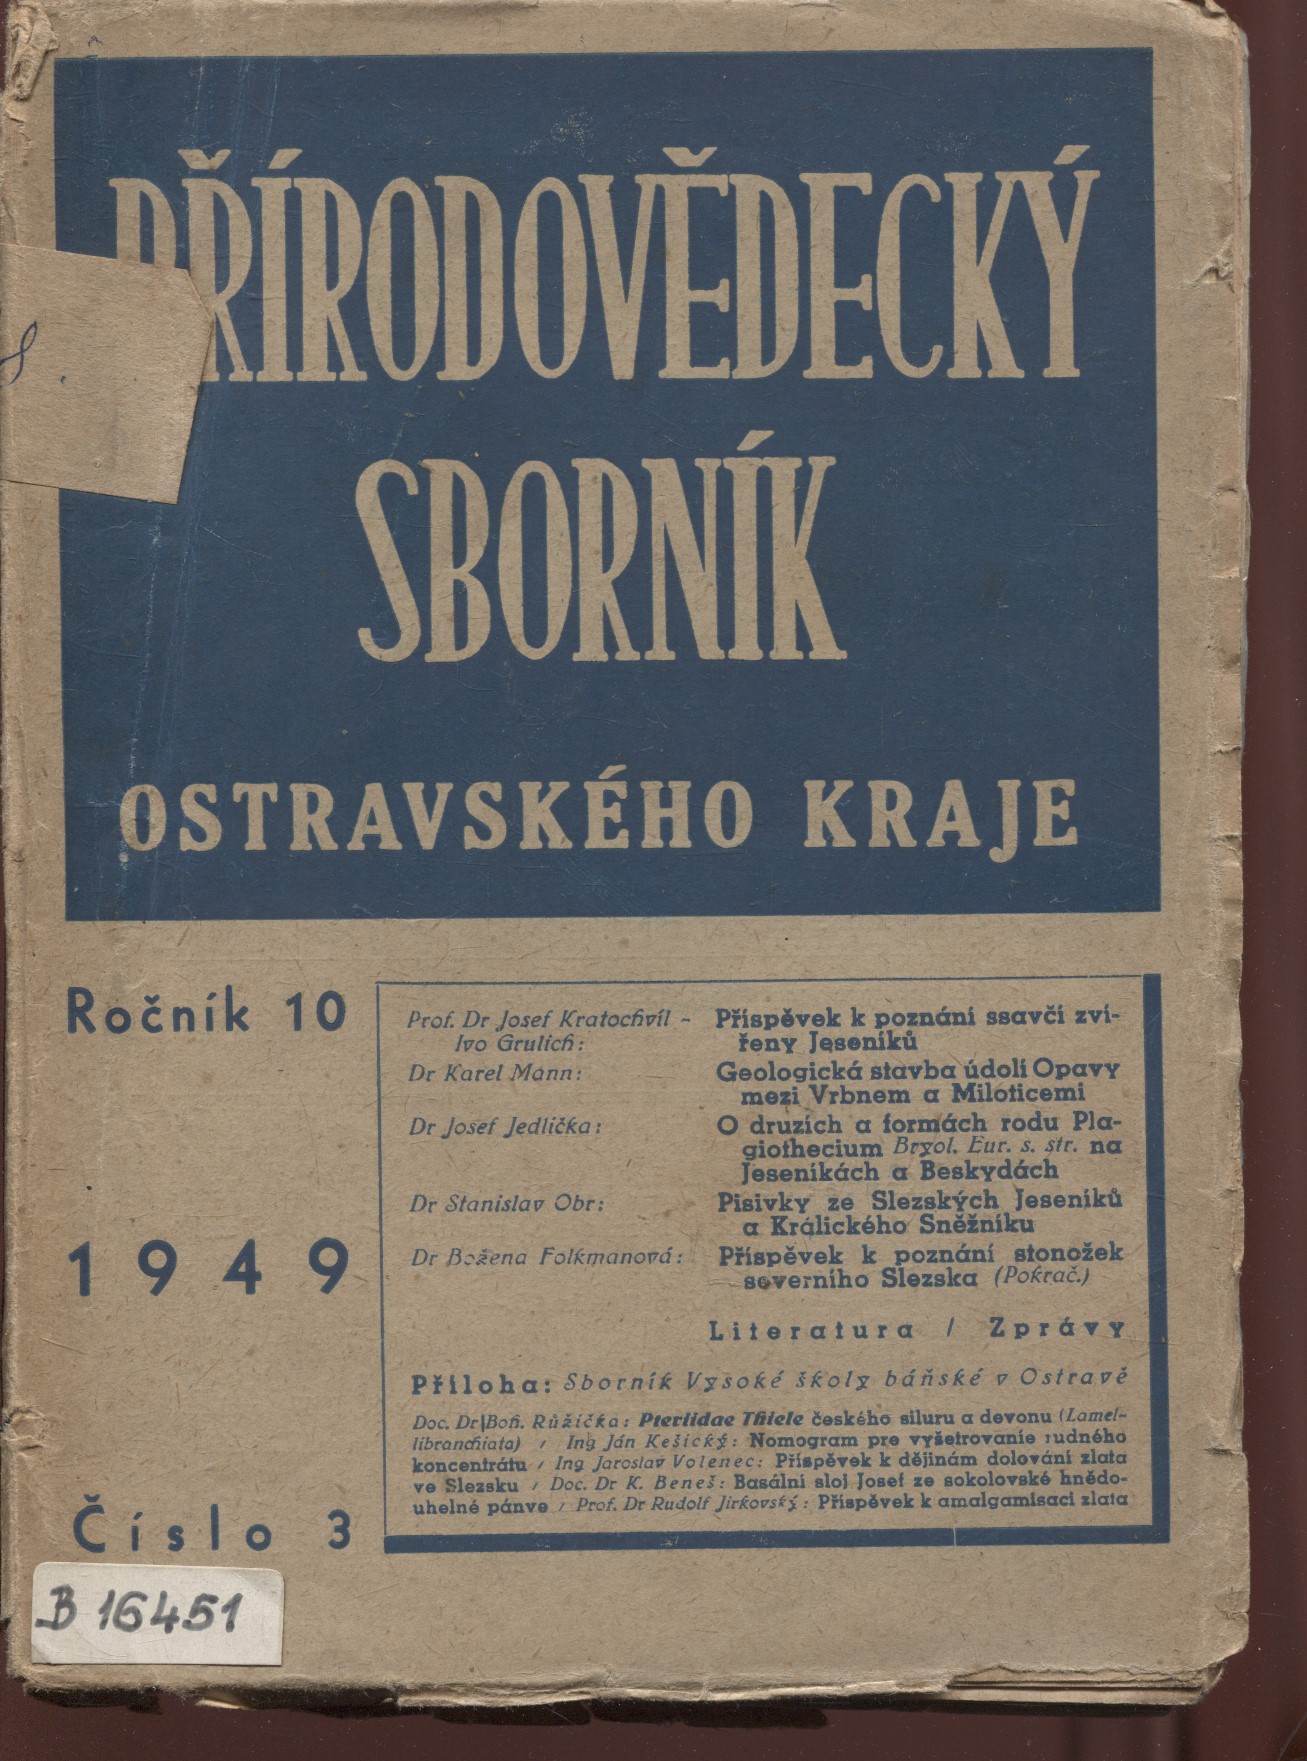 PŘÍRODOVĚDECKÝ
SBORNÍK
OSTRAVSKÉHO KRAJE
Ročník 10
1949
Číslo 3
Prof. Dr Josef Kratochvíl -
Ivo Grulich:
Příspěvek k poznání ssavčí zví-
řeny Jeseníků
Dr Karel Mann:
Geologická stavba údolí Opavy
mezi Vrbnem a Miloticemi
Dr Josef Jedlička:
O druzích a formách rodu Pla-
giothecium Bryol. Eur. s. str. na
Jeseníkách a Beskydách
Dr Stanislav Obr:
Pisivky ze Slezských Jeseníků
a Králického Sněžníku
Dr Božena Folkmanová:
Příspěvek k poznání stonožek
severního Slezska (Pokrač.)
Literatura / Zprávy
Příloha: Sborník Vysoké školy báňské v Ostravě
Doc. Dr Boh. Růžička: Pteriidae Thiele českého siluru a devonu (Lamel-
libranchiata) / Ing Ján Kešický: Nomogram pre vyšetrovanie rudného
koncentrátu / Ing Jaroslav Volenec: Příspěvek k dějinám dolování zlata
ve Slezsku / Doc. Dr K. Beneš: Basální sloj Josef ze sokolovské hnědo-
uhelné pánve / Prof. Dr Rudolf Jirkovský: Příspěvek k amalgamisaci zlata
B 16451